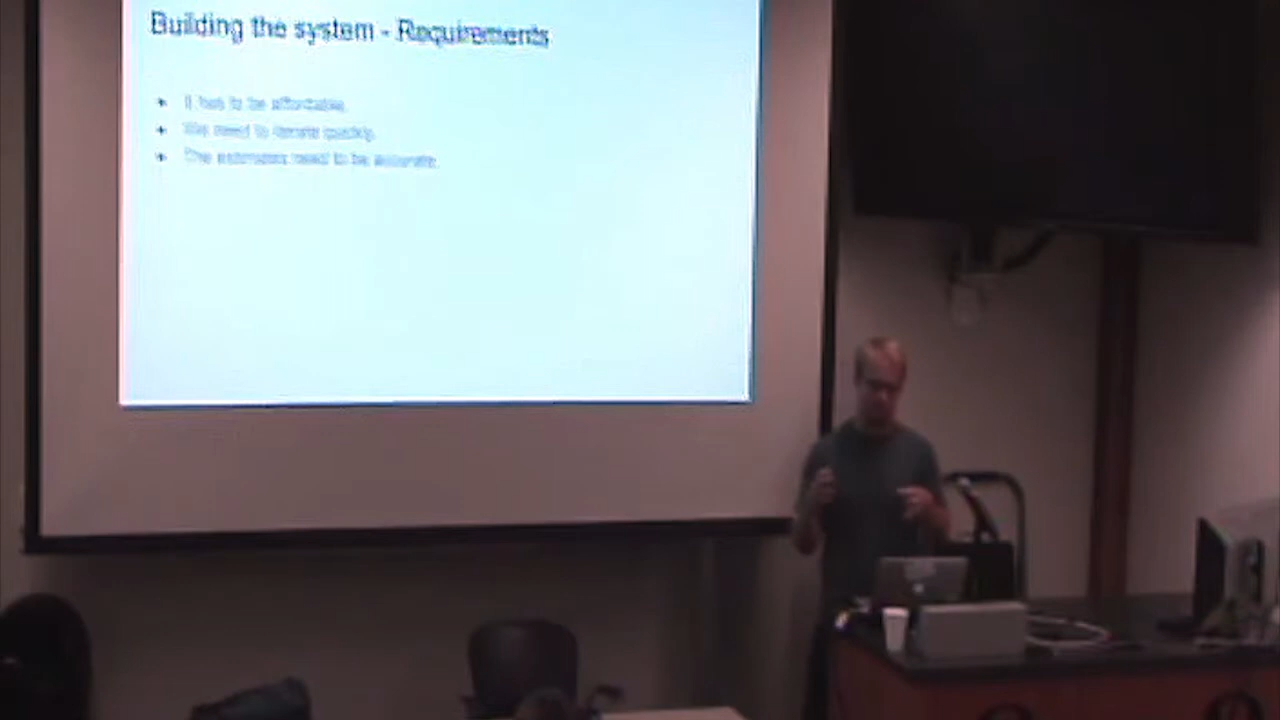 Building the system - Requirements
It has to be affordable.
We need to iterate quickly.
The estimates need to be accurate.